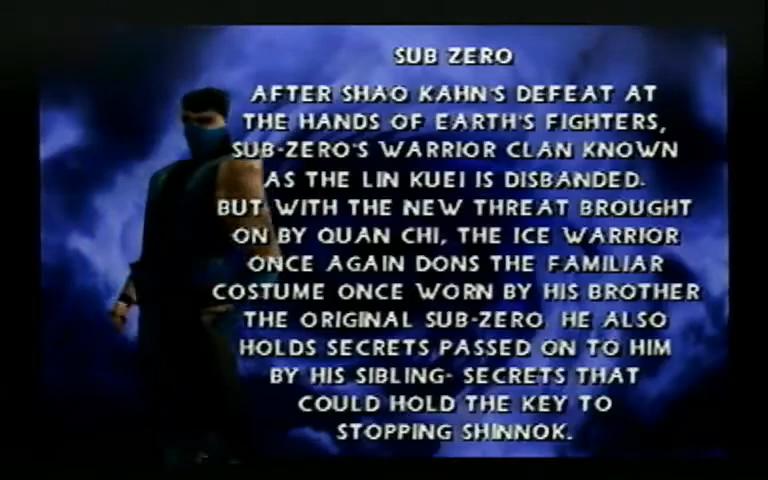 SUB ZERO
AFTER SHAO KAHN'S DEFEAT AT
THE HANDS OF EARTH'S FIGHTERS,
SUB-ZERO'S WARRIOR CLAN KNOWN
AS THE LIN KUEI IS DISBANDED.
BUT WITH THE NEW THREAT BROUGHT
ON BY QUAN CHI, THE ICE WARRIOR
ONCE AGAIN DONS THE FAMILIAR
COSTUME ONCE WORN BY HIS BROTHER
THE ORIGINAL SUB-ZERO. HE ALSO
HOLDS SECRETS PASSED ON TO HIM
BY HIS SIBLING- SECRETS THAT
COULD HOLD THE KEY TO
STOPPING SHINNOK.